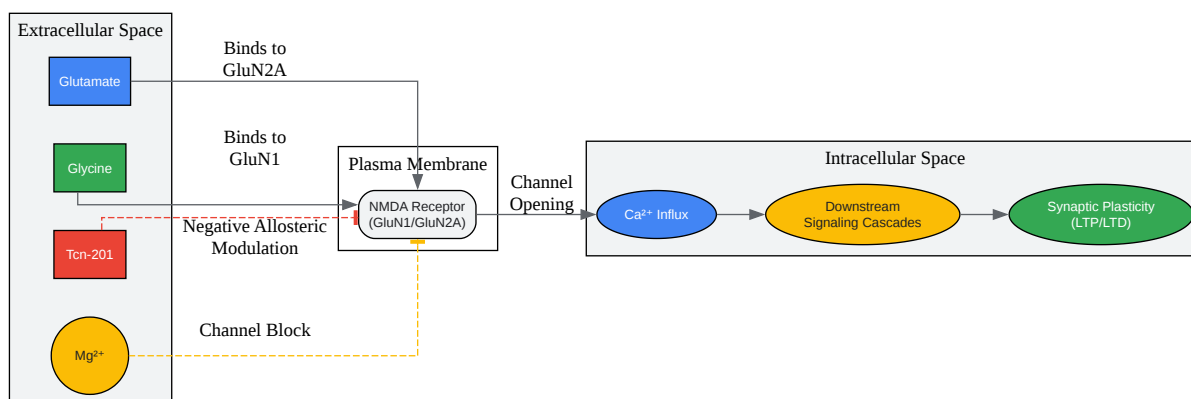 Extracellular Space
Glutamate
Binds to
GluN2A
Glycine
Binds to
GluN1
Tcn-201
Negative Allosteric
Modulation
Mg²⁺
Channel Block
Plasma Membrane
NMDA Receptor
(GluN1/GluN2A)
Channel
Opening
Intracellular Space
Ca²⁺ Influx
Downstream
Signaling Cascades
Synaptic Plasticity
(LTP/LTD)